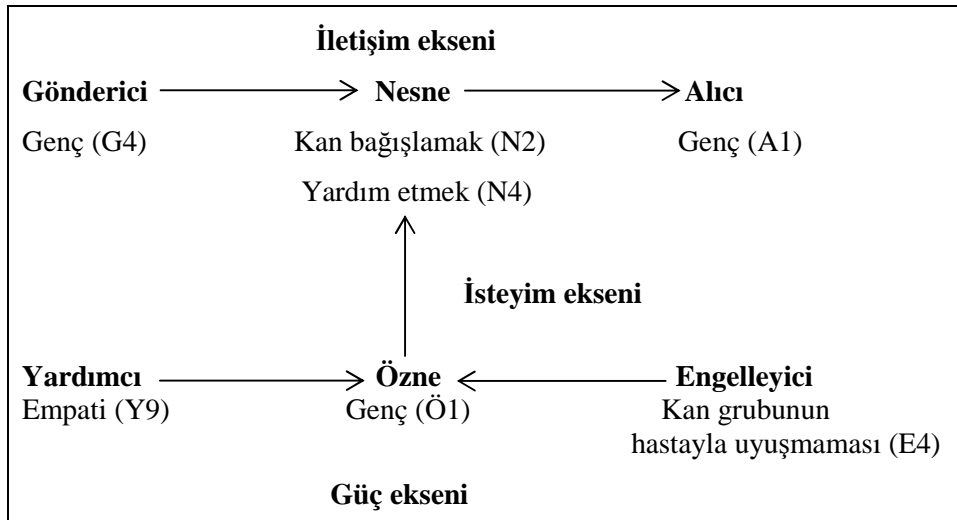 İletişim ekseni
Gönderici Nesne Alıcı
Genç (G4) Kan bağışlamak (N2) Genç (A1)
Yardım etmek (N4)
İsteyim ekseni
Yardımcı Özne Engelleyici
Empati (Y9) Genç (Ö1) Kan grubunun
hastayla uyuşmaması (E4)
Güç ekseni